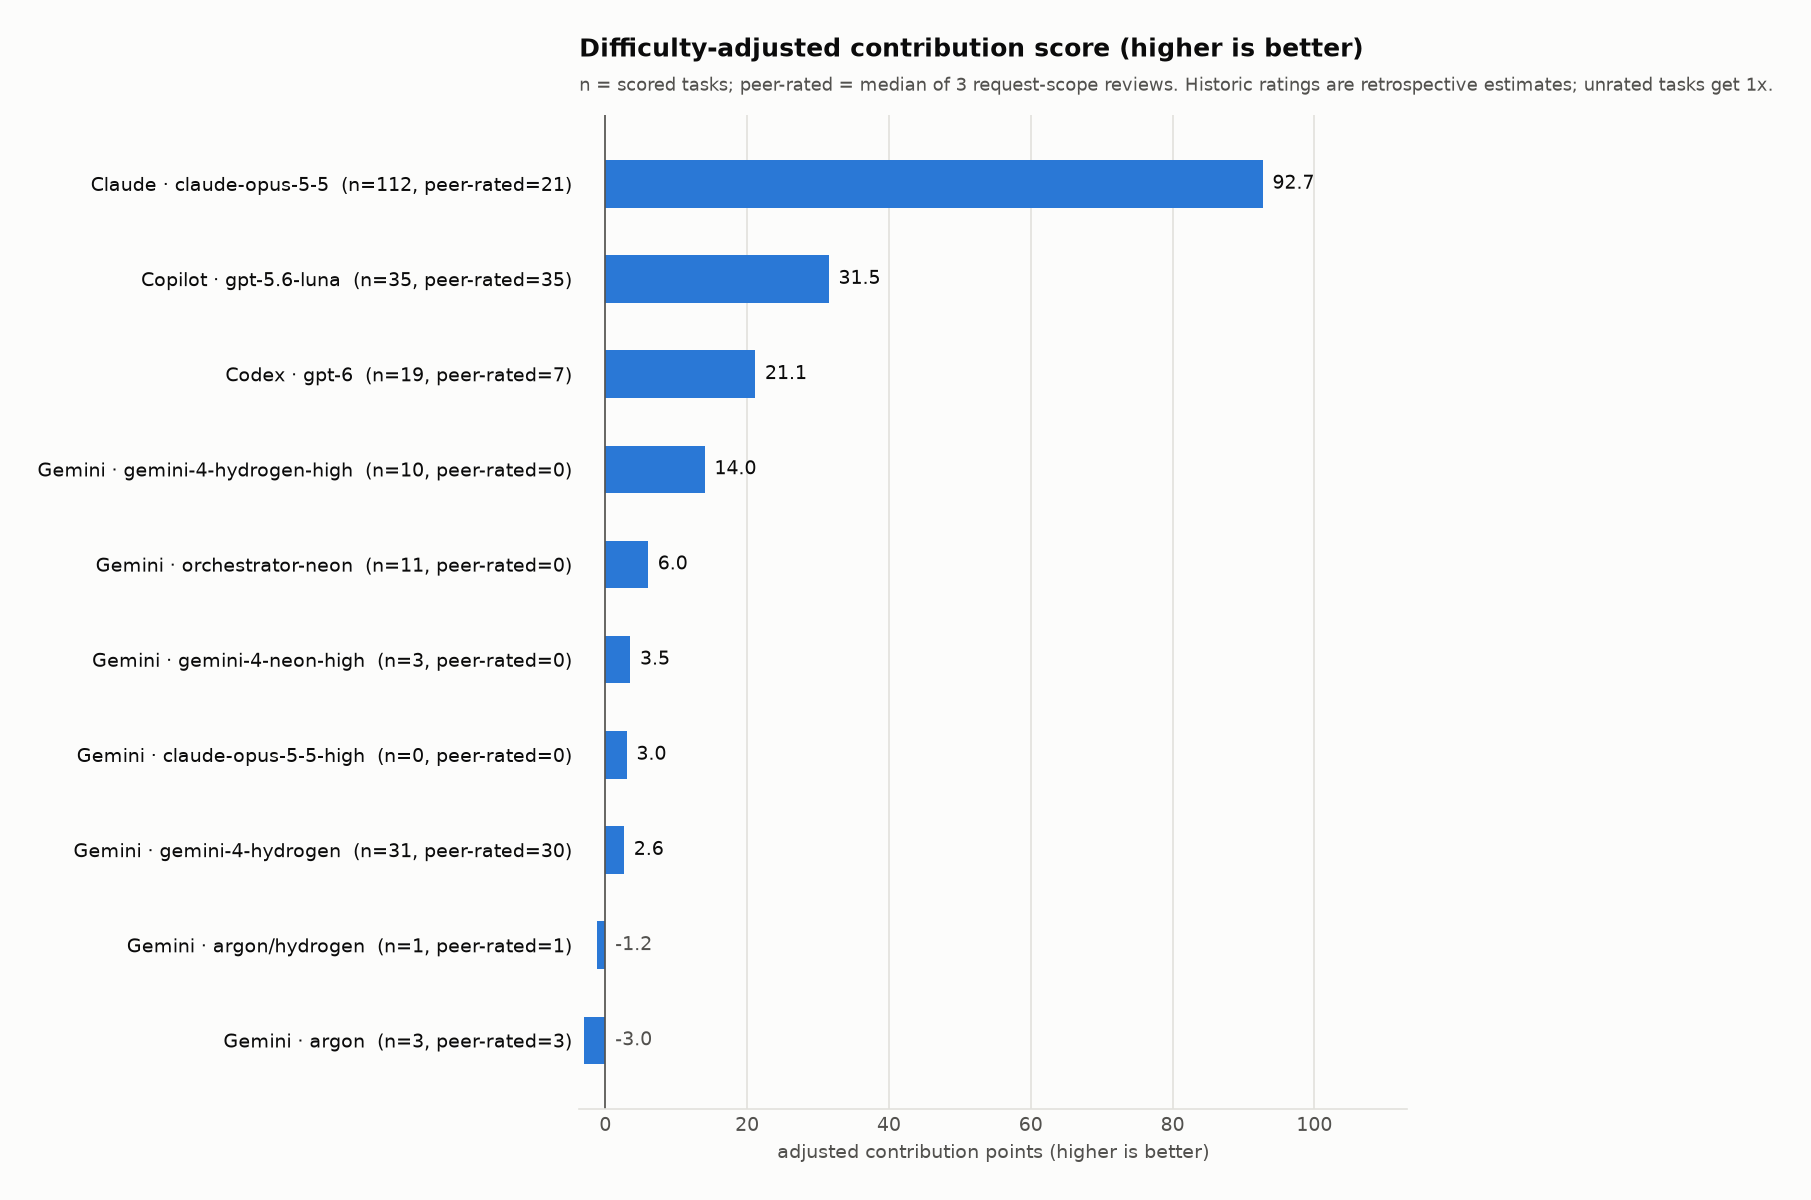 Difficulty-adjusted contribution score (higher is better)
n = scored tasks; peer-rated = median of 3 request-scope reviews. Historic ratings are retrospective estimates; unrated tasks get 1x.
Claude · claude-opus-5-5 (n=112, peer-rated=21) 92.7
Copilot · gpt-5.6-luna (n=35, peer-rated=35) 31.5
Codex · gpt-6 (n=19, peer-rated=7) 21.1
Gemini · gemini-4-hydrogen-high (n=10, peer-rated=0) 14.0
Gemini · orchestrator-neon (n=11, peer-rated=0) 6.0
Gemini · gemini-4-neon-high (n=3, peer-rated=0) 3.5
Gemini · claude-opus-5-5-high (n=0, peer-rated=0) 3.0
Gemini · gemini-4-hydrogen (n=31, peer-rated=30) 2.6
Gemini · argon/hydrogen (n=1, peer-rated=1) -1.2
Gemini · argon (n=3, peer-rated=3) -3.0
0 20 40 60 80 100
adjusted contribution points (higher is better)